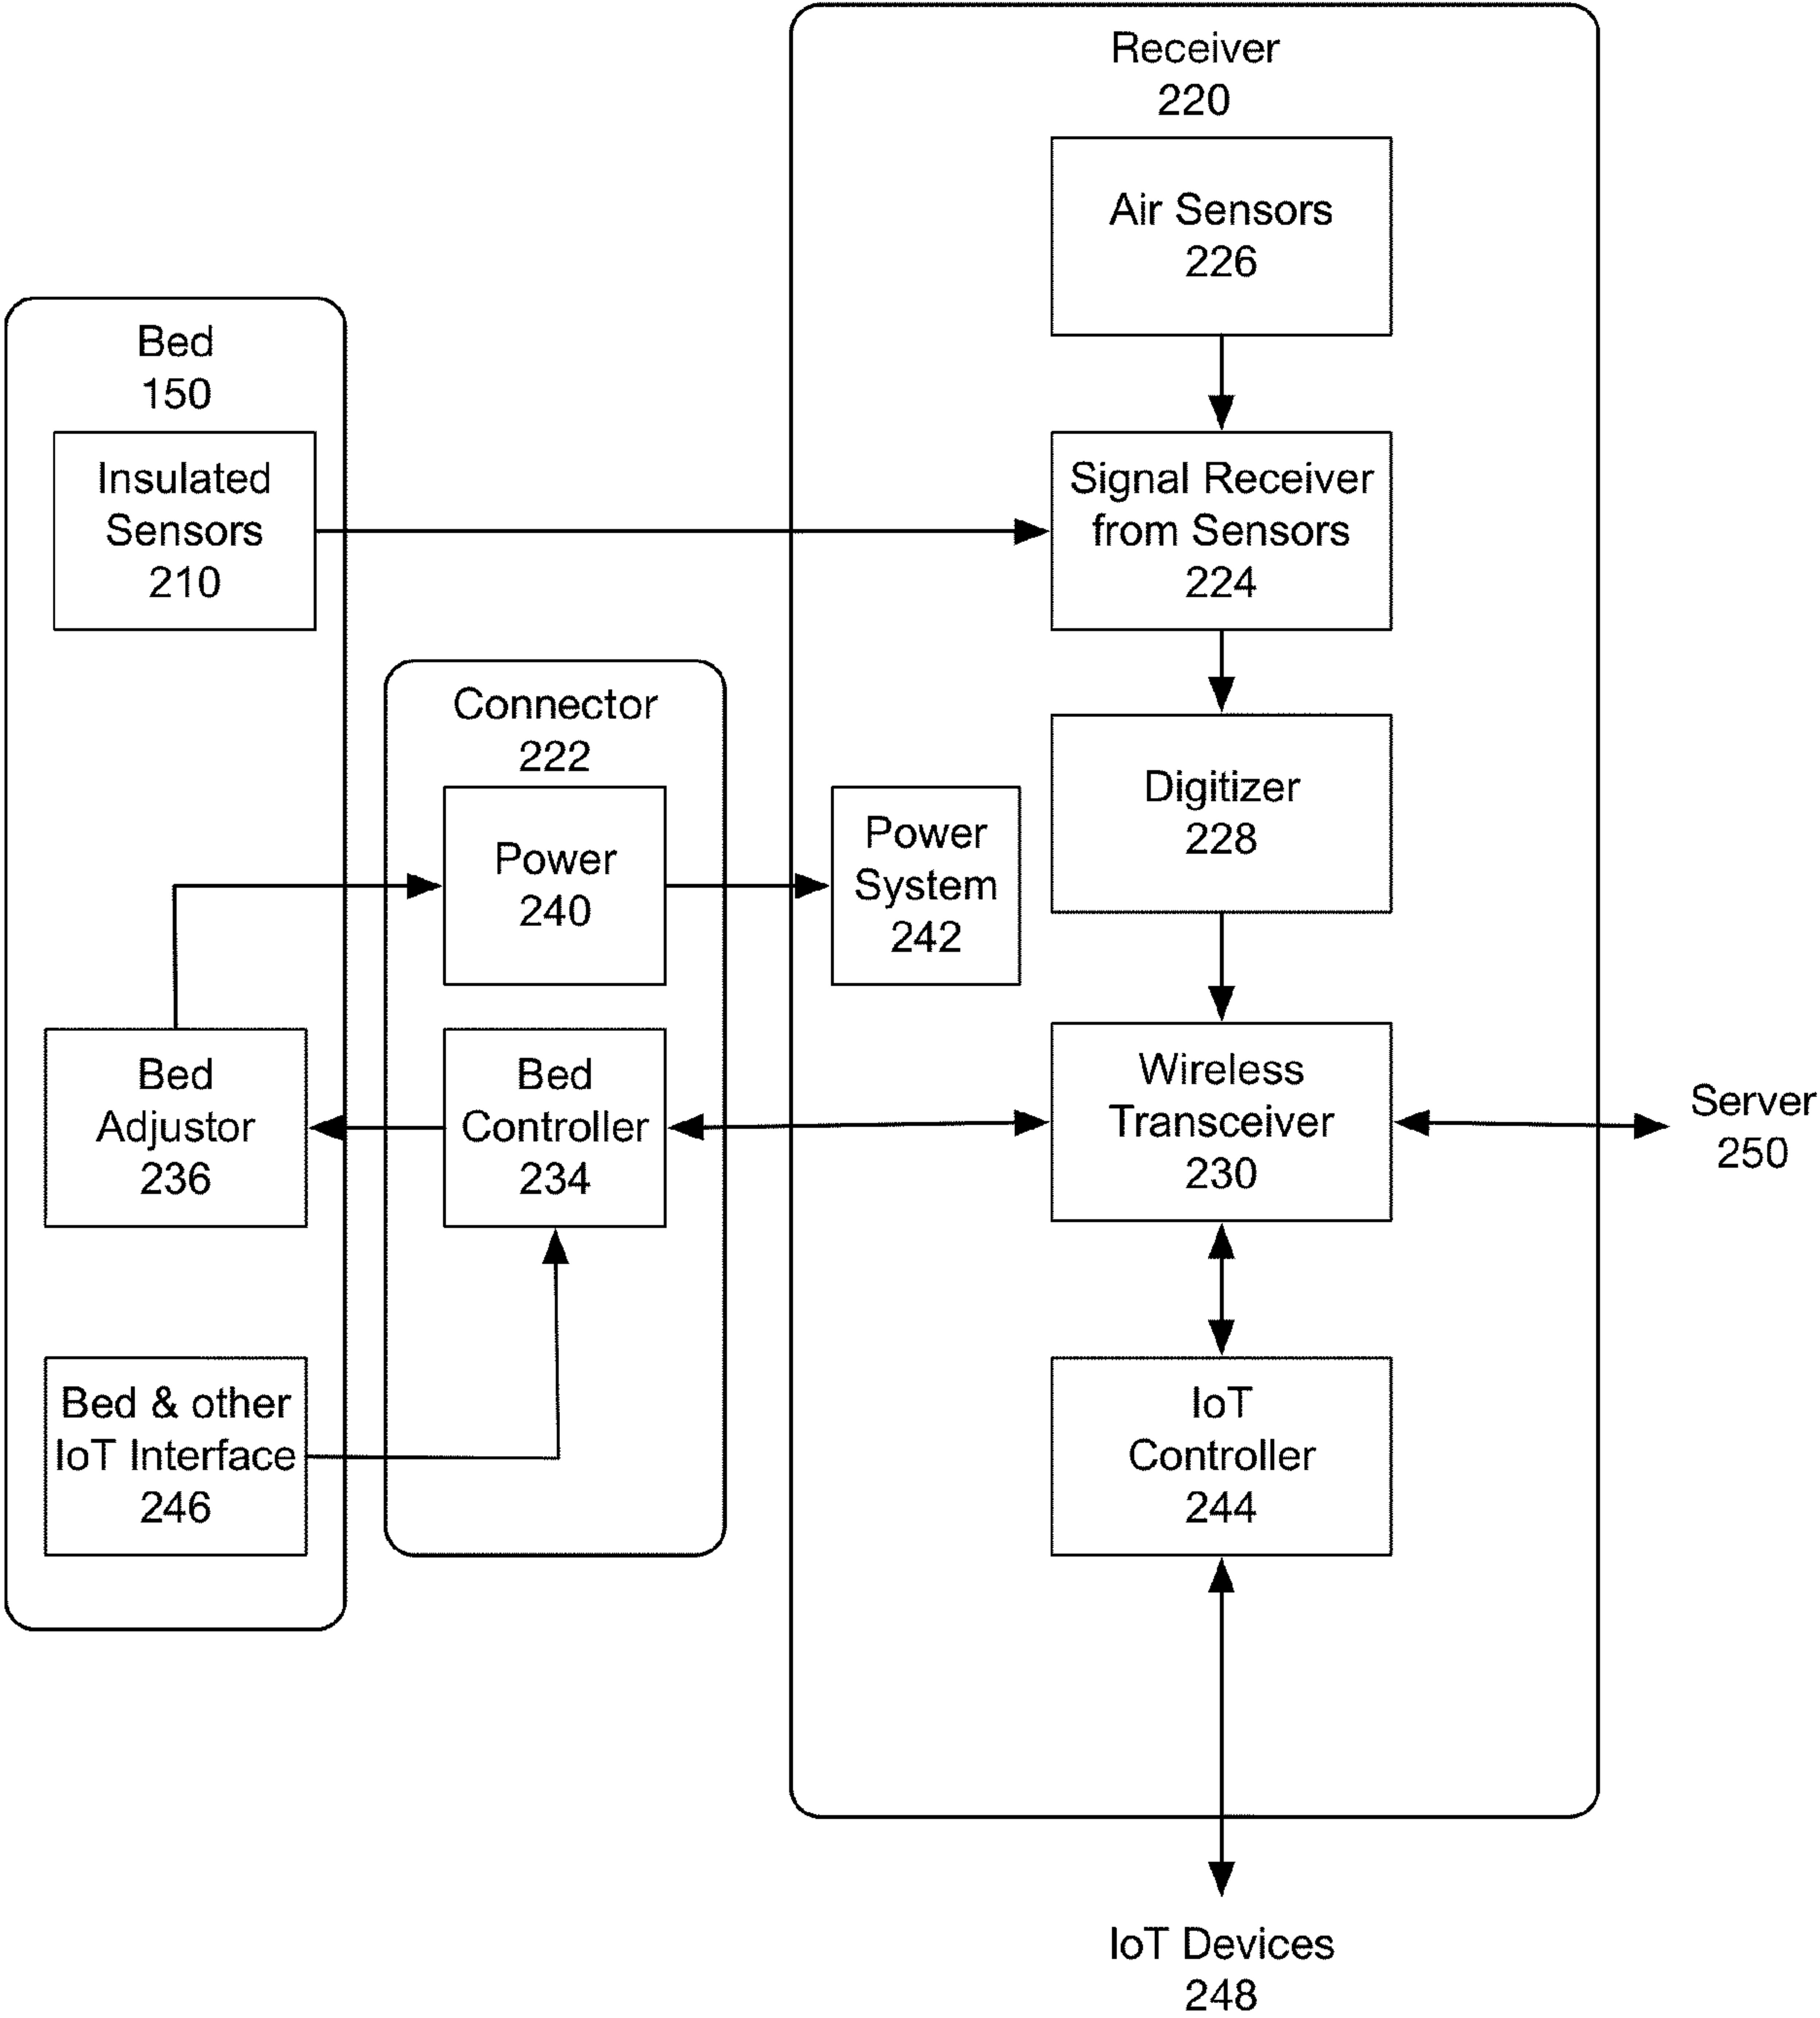 Receiver
220
Air Sensors
226
Bed
150
Insulated
Sensors
210
Signal Receiver
from Sensors
224
Connector
222
Power
240
Power
System
242
Digitizer
228
Bed
Adjustor
236
Bed
Controller
234
Wireless
Transceiver
230
Server
250
Bed & other
IoT Interface
246
IoT
Controller
244
IoT Devices
248